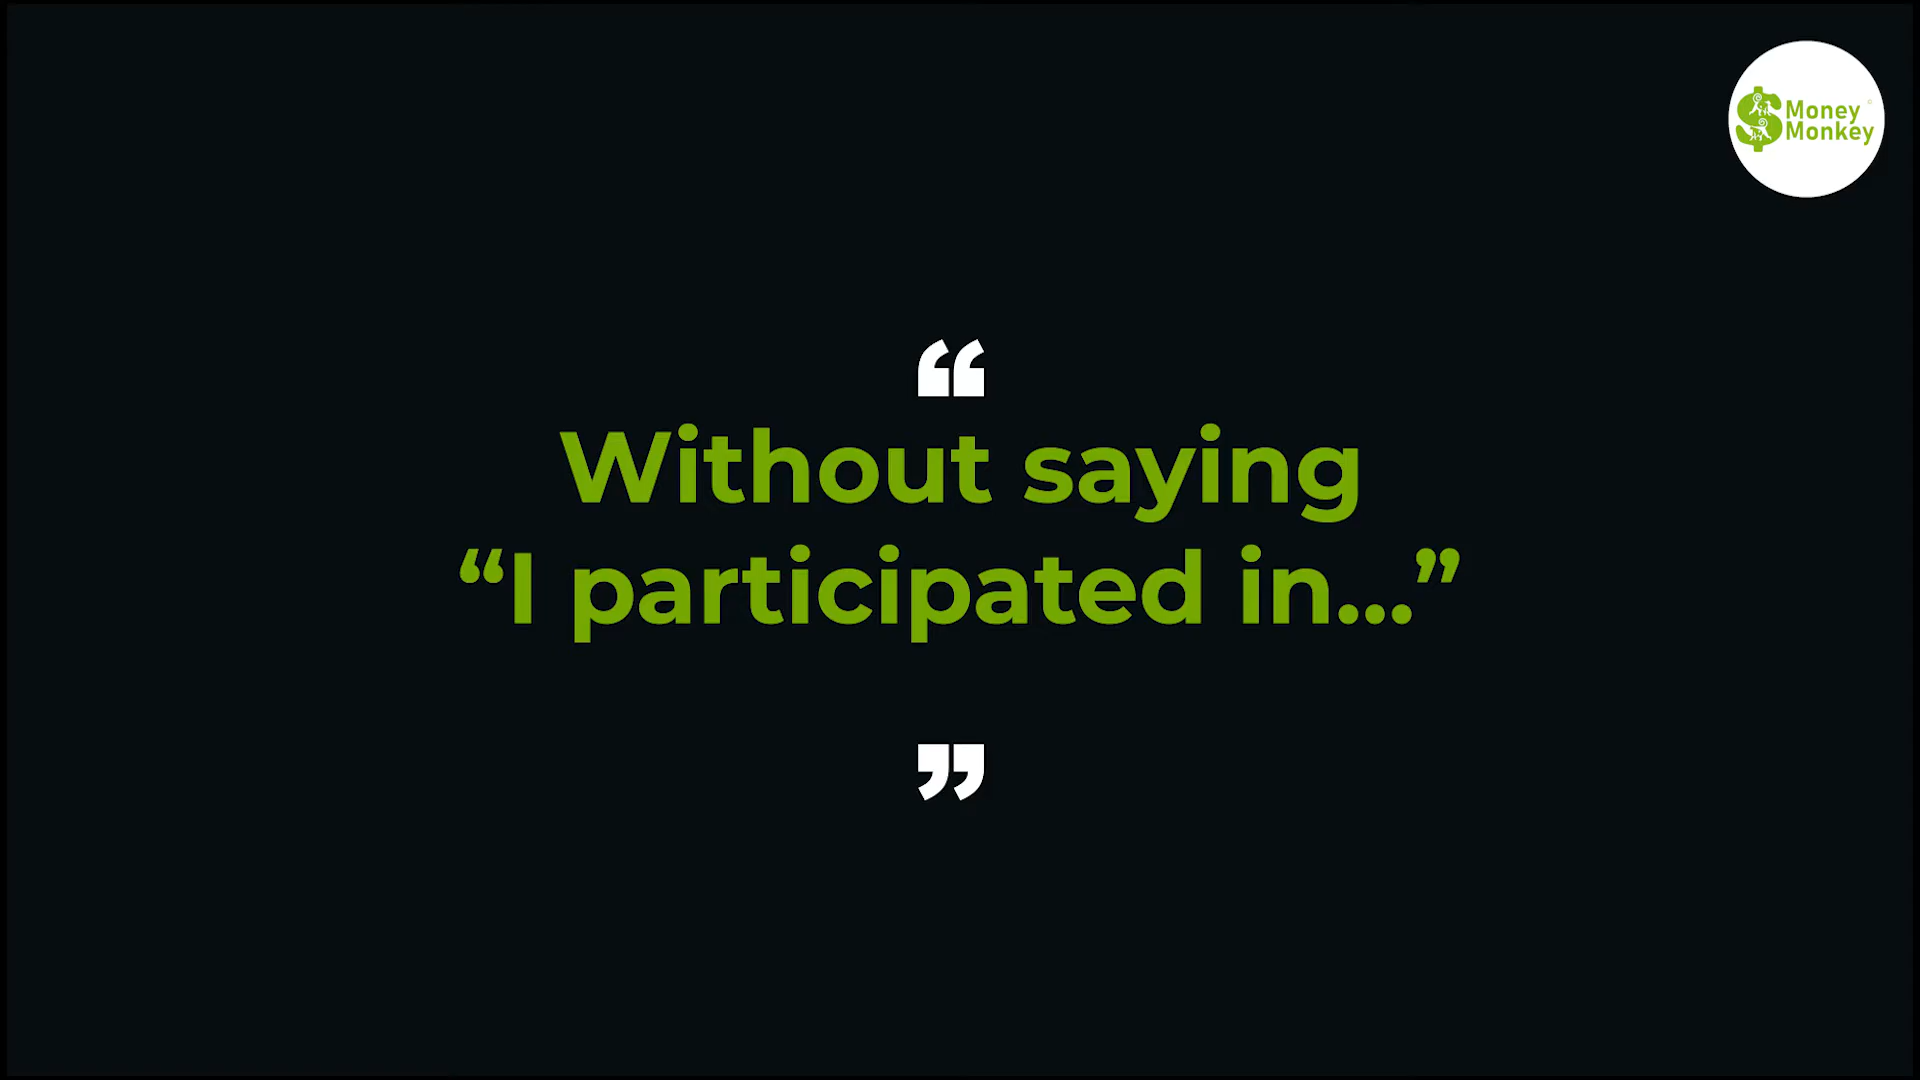 Money
Monkey
“
Without saying
“I participated in...”
”